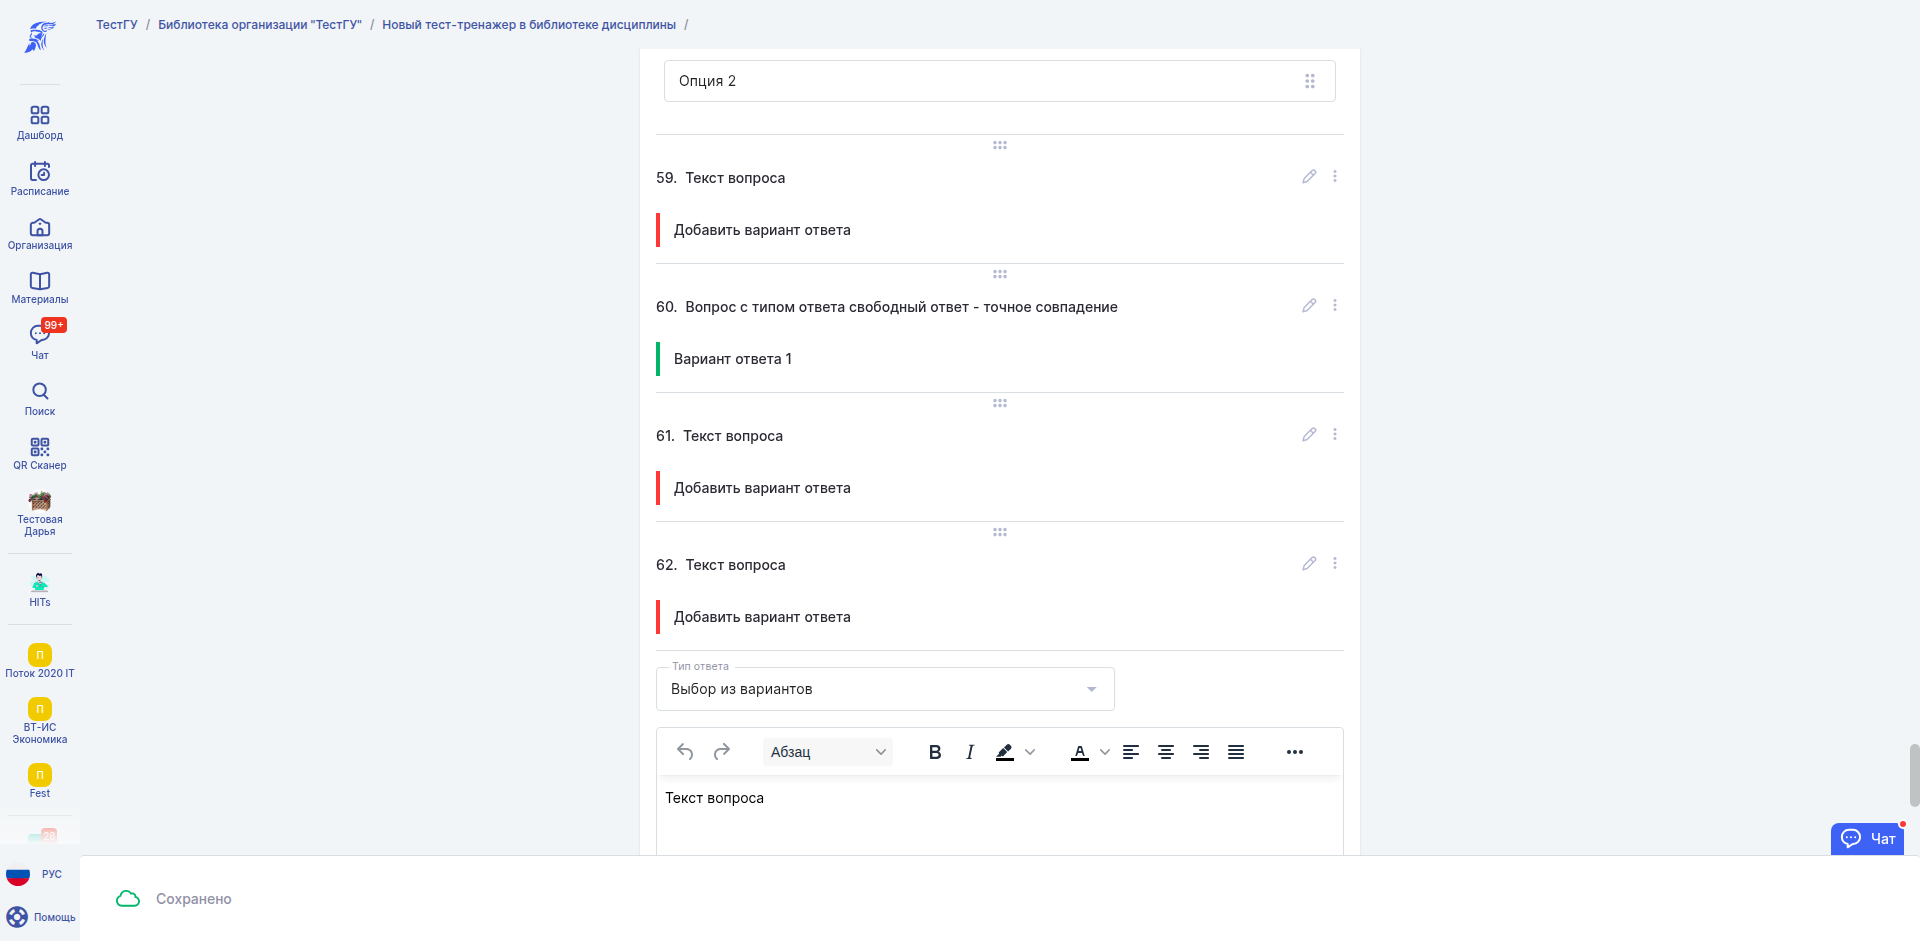 ТестГУ / Библиотека организации "ТестГУ" / Новый тест-тренажер в библиотеке дисциплины /
Дашборд
Расписание
Организация
Материалы
99+
Чат
Поиск
QR Сканер
Тестовая
Дарья
HITs
П
Поток 2020 IT
П
ВТ-ИС
Экономика
П
Fest
28
РУС
Помощь
Опция 2
59. Текст вопроса
Добавить вариант ответа
60. Вопрос с типом ответа свободный ответ - точное совпадение
Вариант ответа 1
61. Текст вопроса
Добавить вариант ответа
62. Текст вопроса
Добавить вариант ответа
Тип ответа
Выбор из вариантов
Абзац
Текст вопроса
Чат
Сохранено